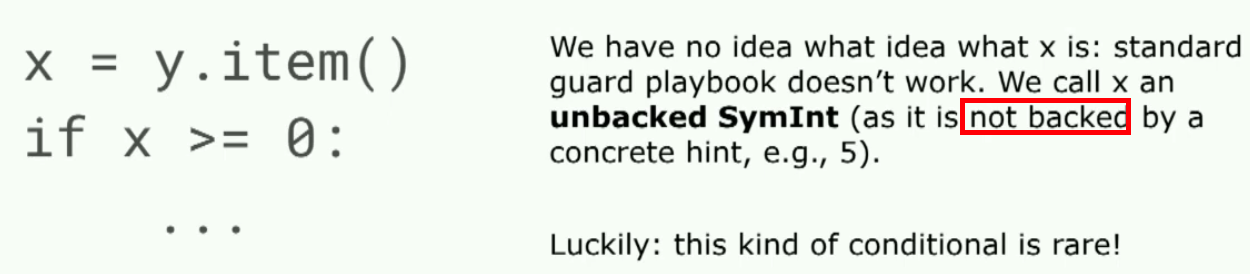 x = y.item()
if x >= 0:
...
We have no idea what idea what x is: standard
guard playbook doesn't work. We call x an
unbacked SymInt (as it is not backed by a
concrete hint, e.g., 5).
Luckily: this kind of conditional is rare!